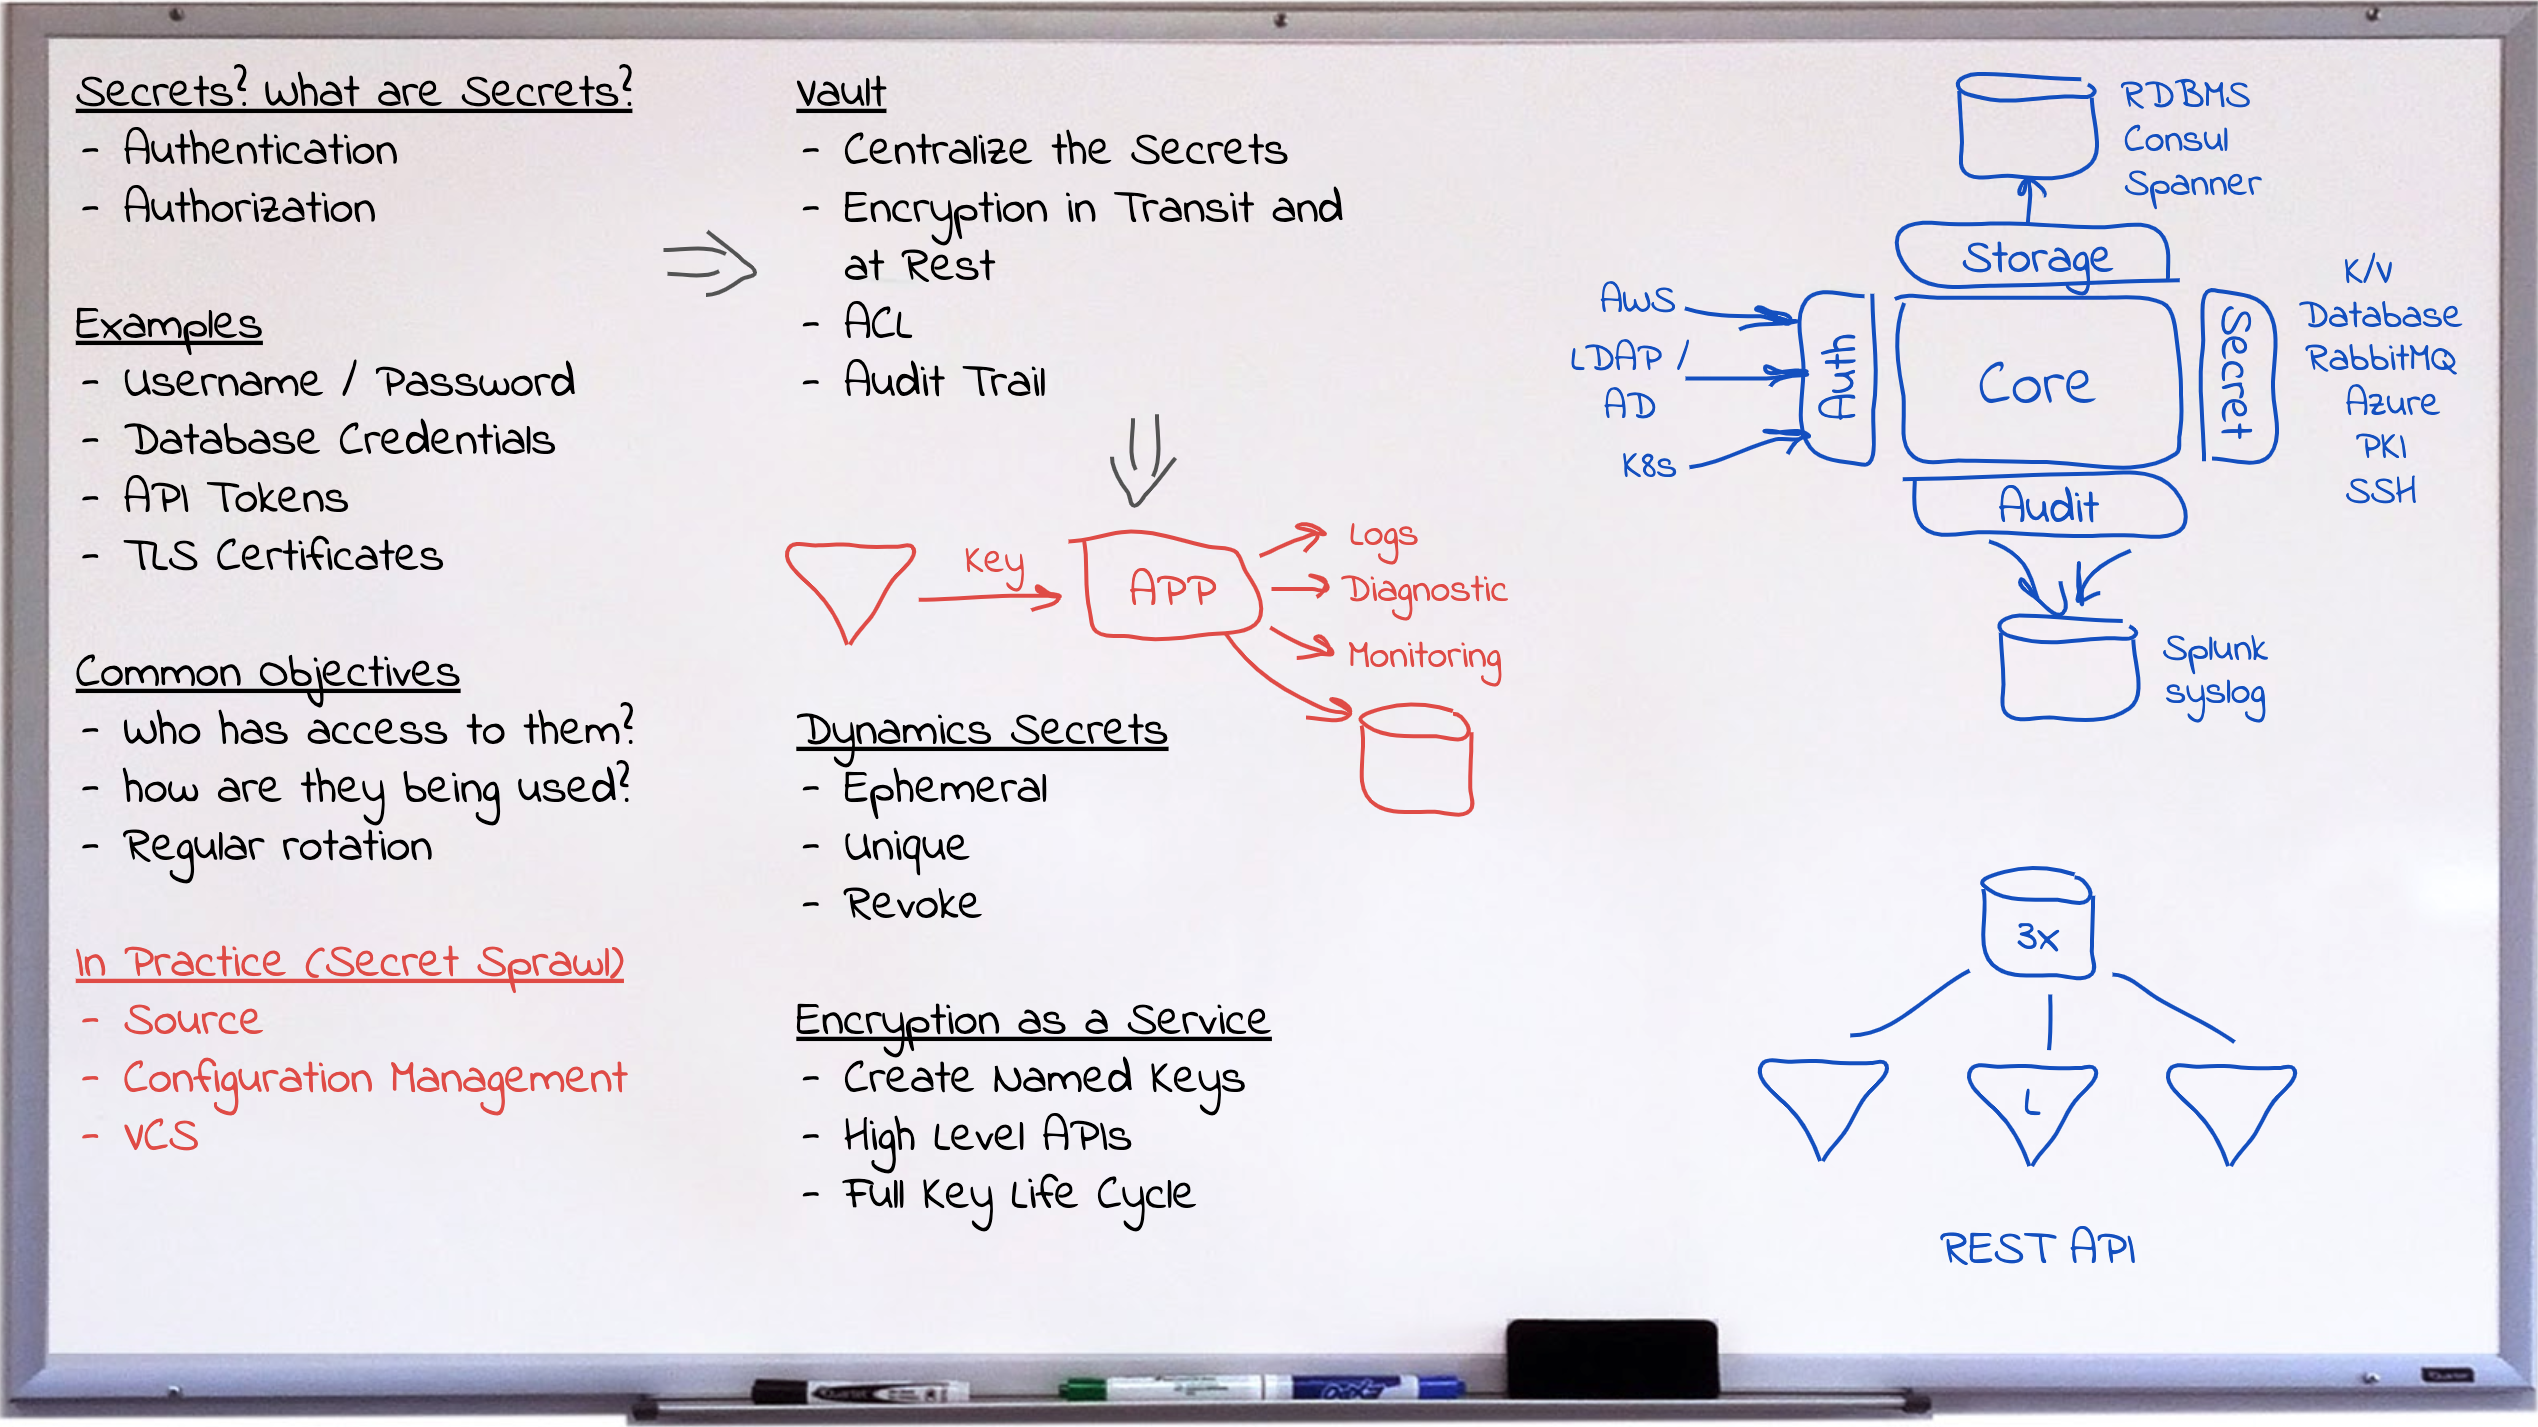 Secrets? What are Secrets?
- Authentication
- Authorization
Examples
- Username / Password
- Database Credentials
- API Tokens
- TLS Certificates
Common Objectives
- Who has access to them?
- how are they being used?
- Regular rotation
In Practice (Secret Sprawl)
- Source
- Configuration Management
- VCS
Vault
- Centralize the Secrets
- Encryption in Transit and
at Rest
- ACL
- Audit Trail
Key
APP
Logs
Diagnostic
Monitoring
Dynamics Secrets
- Ephemeral
- Unique
- Revoke
Encryption as a Service
- Create Named Keys
- High Level APIs
- Full Key Life Cycle
RDBMS
Consul
Spanner
Storage
AWS
LDAP /
AD
K8s
Auth
Core
Secret
K/V
Database
RabbitMQ
Azure
PKI
SSH
Audit
Splunk
syslog
3x
L
REST API